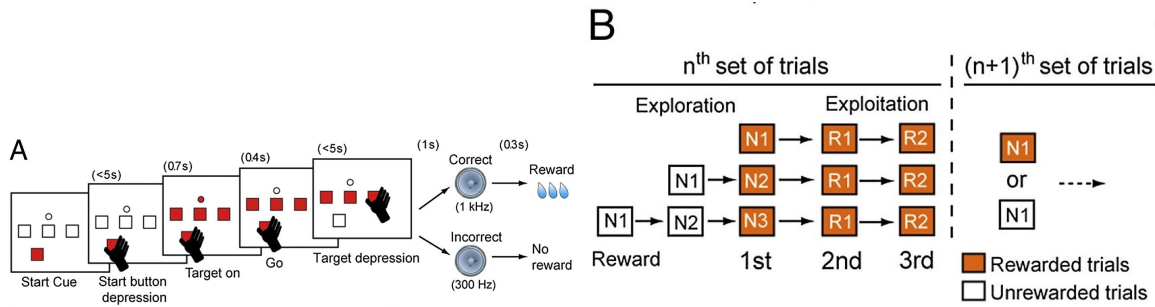 A
(<5s)
(0.7s)
(0.4s)
(<5s)
(1s)
(0.3s)
Start Cue
Start button
depression
Target on
Go
Target depression
Correct
(1 kHz)
Reward
Incorrect
(300 Hz)
No
reward
B
nth set of trials
(n+1)th set of trials
Exploration
Exploitation
N1 R1 R2
N1 N2 R1 R2
N1 N2 N3 R1 R2
Reward 1st 2nd 3rd
N1
or
N1
Rewarded trials
Unrewarded trials